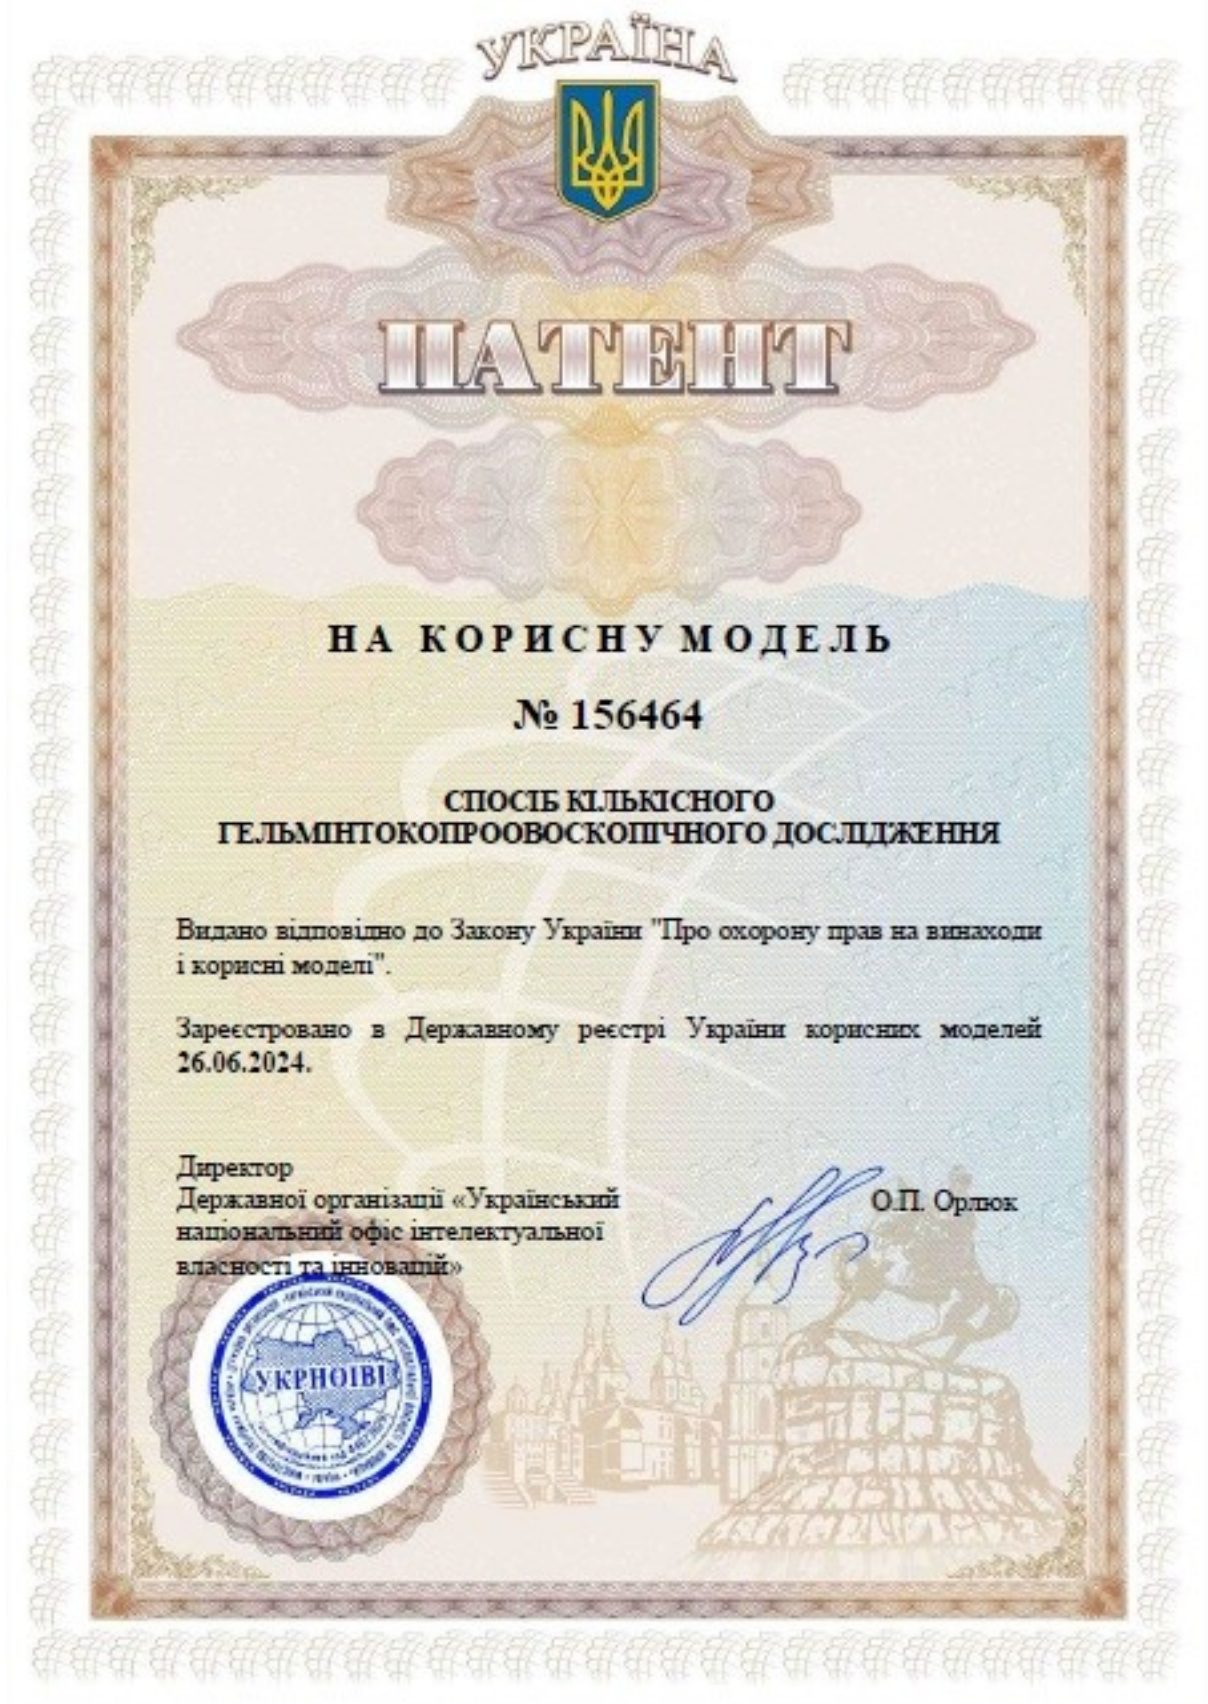 УКРАЇНА
ПАТЕНТ
НА КОРИСНУ МОДЕЛЬ
№ 156464
СПОСІБ КІЛЬКІСНОГО
ГЕЛЬМІНТОКОПРООВОСКОПІЧНОГО ДОСЛІДЖЕННЯ
Видано відповідно до Закону України "Про охорону прав на винаходи
і корисні моделі".
Зареєстровано в Державному реєстрі України корисних моделей
26.06.2024.
Директор
Державної організації «Український
національний офіс інтелектуальної
власності та інновацій»
О.П. Орлюк
УКРНОІВІ